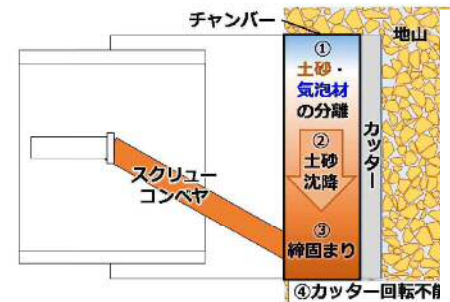 チャンバー
地山
①
土砂・
気泡材
の分離
カッター
②
土砂
沈降
スクリュー
コンベヤ
③
締固まり
④カッター回転不能